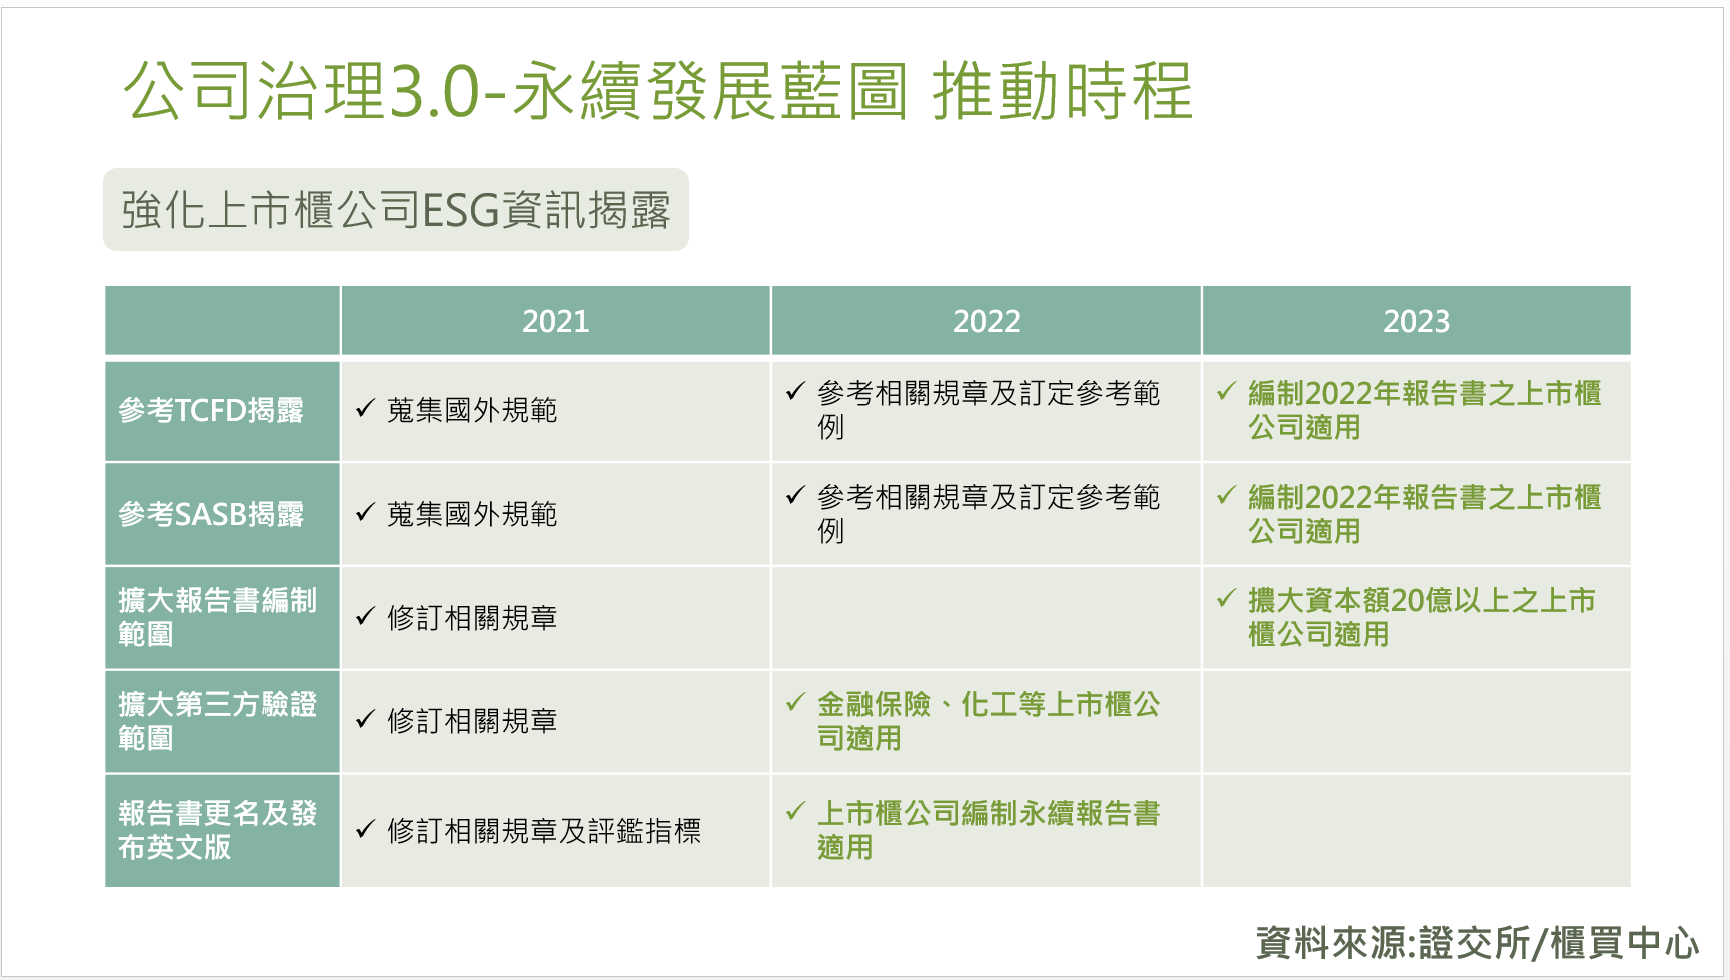 公司治理3.0-永續發展藍圖 推動時程
強化上市櫃公司ESG資訊揭露
2021
2022
2023
參考TCFD揭露
✓ 蒐集國外規範
✓ 參考相關規章及訂定參考範
例
✓ 編制2022年報告書之上市櫃
公司適用
參考SASB揭露
✓ 蒐集國外規範
✓ 參考相關規章及訂定參考範
例
✓ 編制2022年報告書之上市櫃
公司適用
擴大報告書編制
範圍
✓ 修訂相關規章
✓ 擴大資本額20億以上之上市
櫃公司適用
擴大第三方驗證
範圍
✓ 修訂相關規章
✓ 金融保險、化工等上市櫃公
司適用
報告書更名及發
布英文版
✓ 修訂相關規章及評鑑指標
✓ 上市櫃公司編制永續報告書
適用
資料來源:證交所/櫃買中心